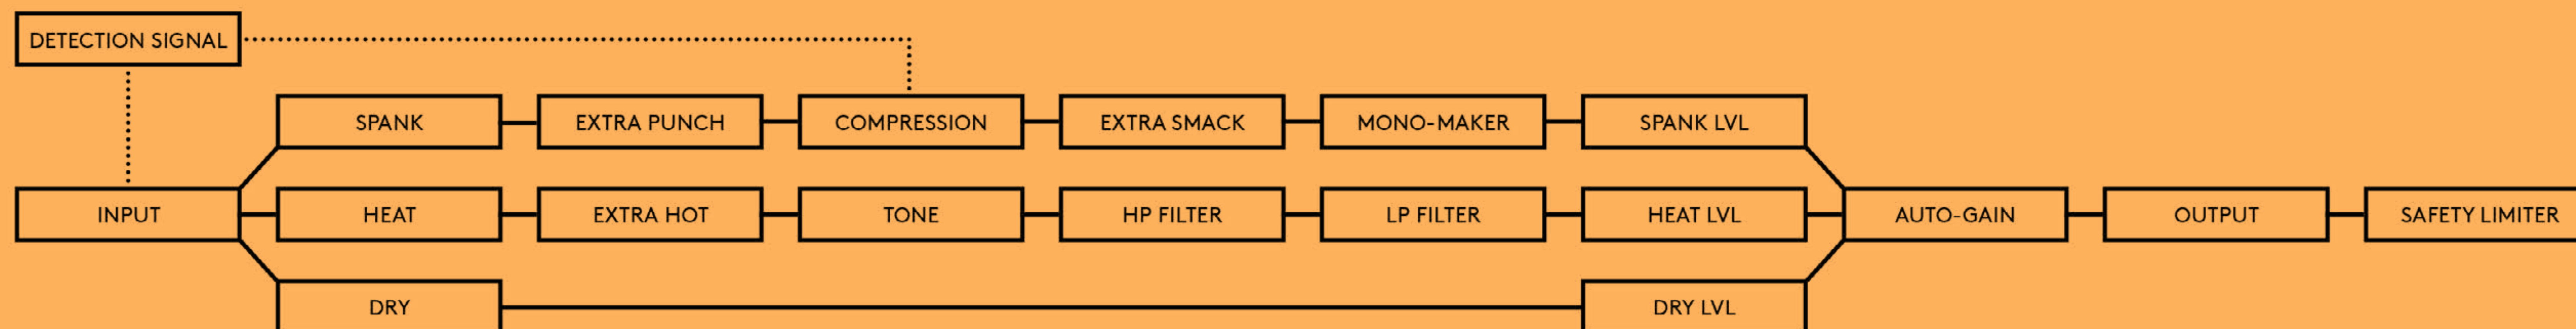 DETECTION SIGNAL
SPANK
EXTRA PUNCH
COMPRESSION
EXTRA SMACK
MONO-MAKER
SPANK LVL
INPUT
HEAT
EXTRA HOT
TONE
HP FILTER
LP FILTER
HEAT LVL
AUTO-GAIN
OUTPUT
SAFETY LIMITER
DRY
DRY LVL